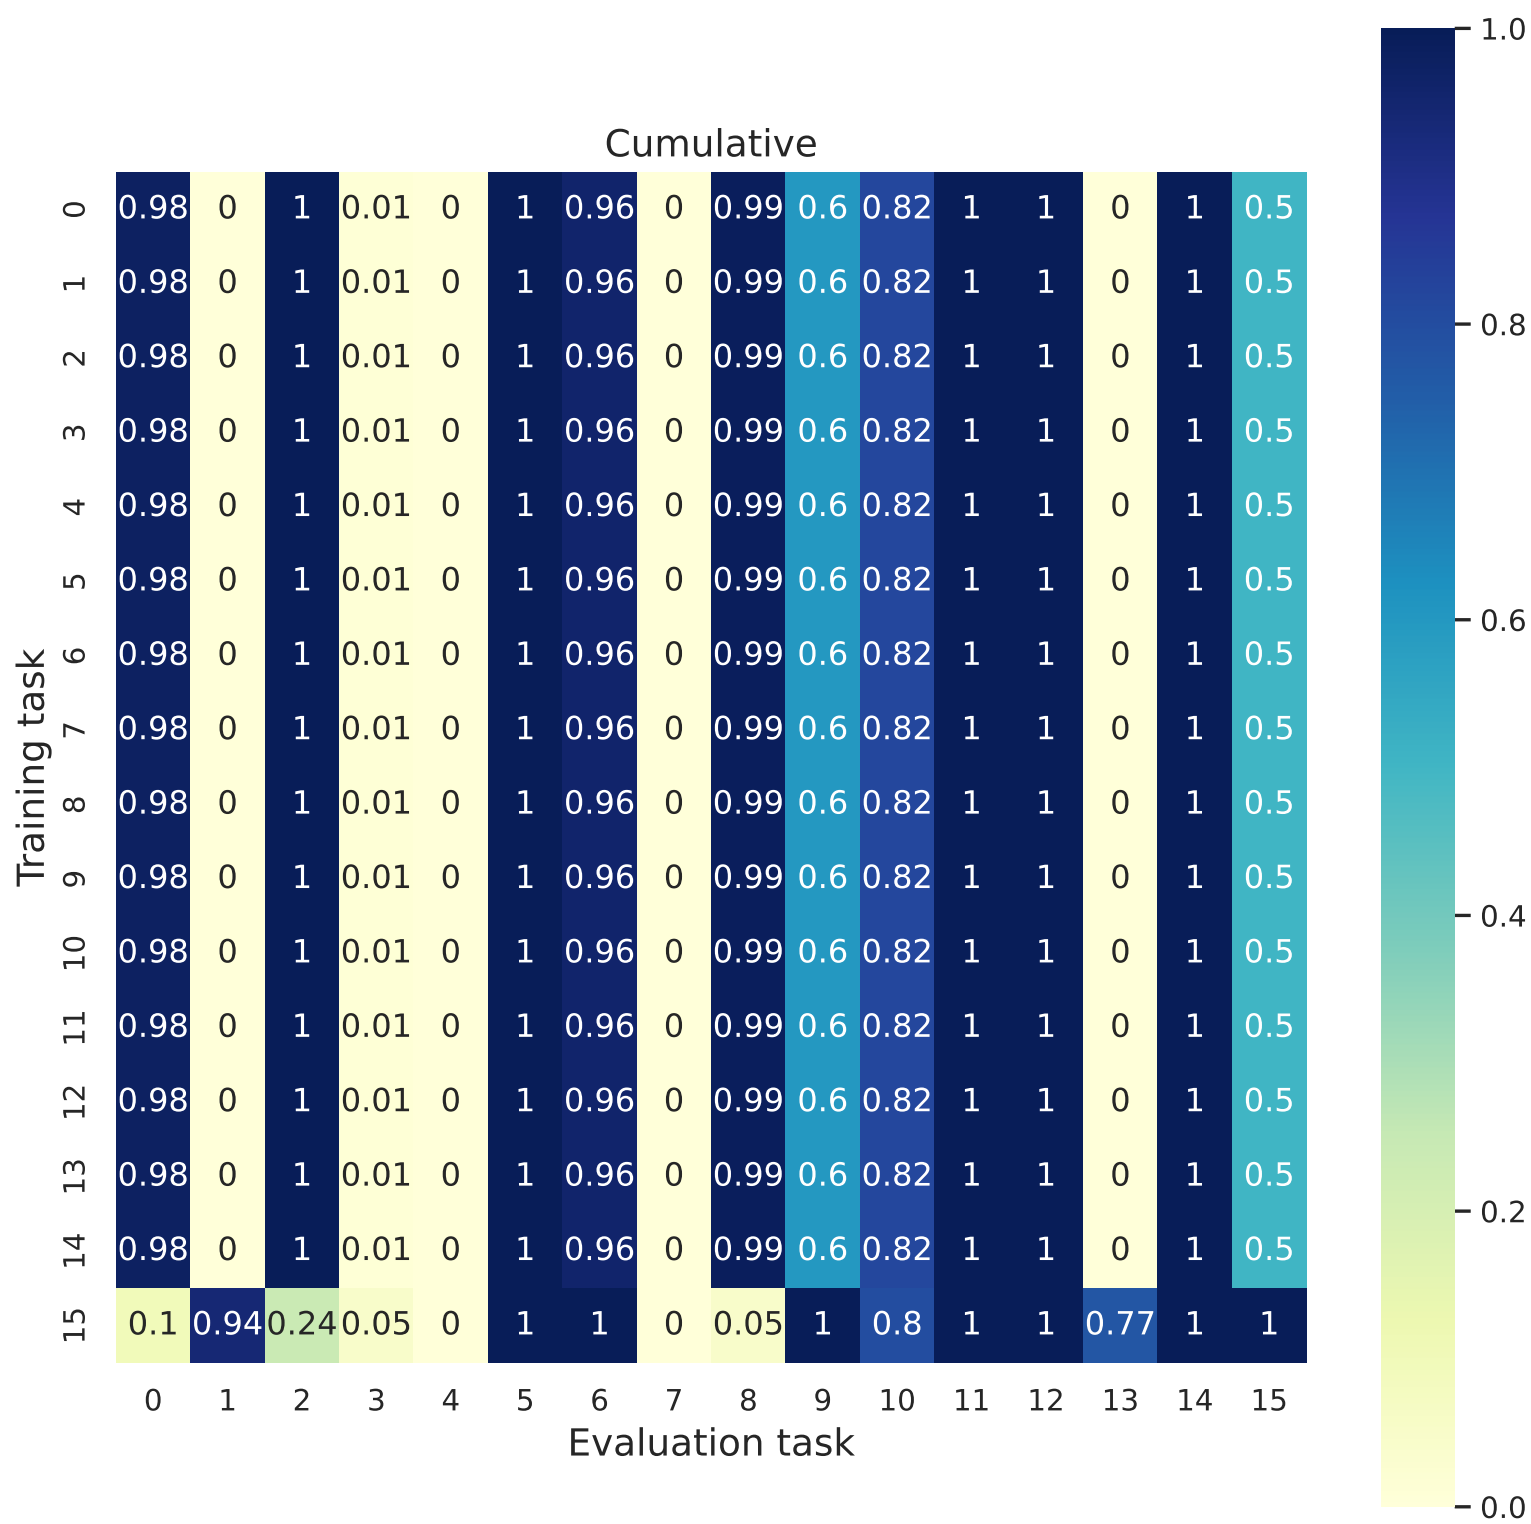 Cumulative
0 0.98 0 1 0.01 0 1 0.96 0 0.99 0.6 0.82 1 1 0 1 0.5
1 0.98 0 1 0.01 0 1 0.96 0 0.99 0.6 0.82 1 1 0 1 0.5
2 0.98 0 1 0.01 0 1 0.96 0 0.99 0.6 0.82 1 1 0 1 0.5
3 0.98 0 1 0.01 0 1 0.96 0 0.99 0.6 0.82 1 1 0 1 0.5
4 0.98 0 1 0.01 0 1 0.96 0 0.99 0.6 0.82 1 1 0 1 0.5
5 0.98 0 1 0.01 0 1 0.96 0 0.99 0.6 0.82 1 1 0 1 0.5
6 0.98 0 1 0.01 0 1 0.96 0 0.99 0.6 0.82 1 1 0 1 0.5
7 0.98 0 1 0.01 0 1 0.96 0 0.99 0.6 0.82 1 1 0 1 0.5
8 0.98 0 1 0.01 0 1 0.96 0 0.99 0.6 0.82 1 1 0 1 0.5
9 0.98 0 1 0.01 0 1 0.96 0 0.99 0.6 0.82 1 1 0 1 0.5
10 0.98 0 1 0.01 0 1 0.96 0 0.99 0.6 0.82 1 1 0 1 0.5
11 0.98 0 1 0.01 0 1 0.96 0 0.99 0.6 0.82 1 1 0 1 0.5
12 0.98 0 1 0.01 0 1 0.96 0 0.99 0.6 0.82 1 1 0 1 0.5
13 0.98 0 1 0.01 0 1 0.96 0 0.99 0.6 0.82 1 1 0 1 0.5
14 0.98 0 1 0.01 0 1 0.96 0 0.99 0.6 0.82 1 1 0 1 0.5
15 0.1 0.94 0.24 0.05 0 1 1 0 0.05 1 0.8 1 1 0.77 1 1
0 1 2 3 4 5 6 7 8 9 10 11 12 13 14 15
Evaluation task
Training task
1.0
0.8
0.6
0.4
0.2
0.0